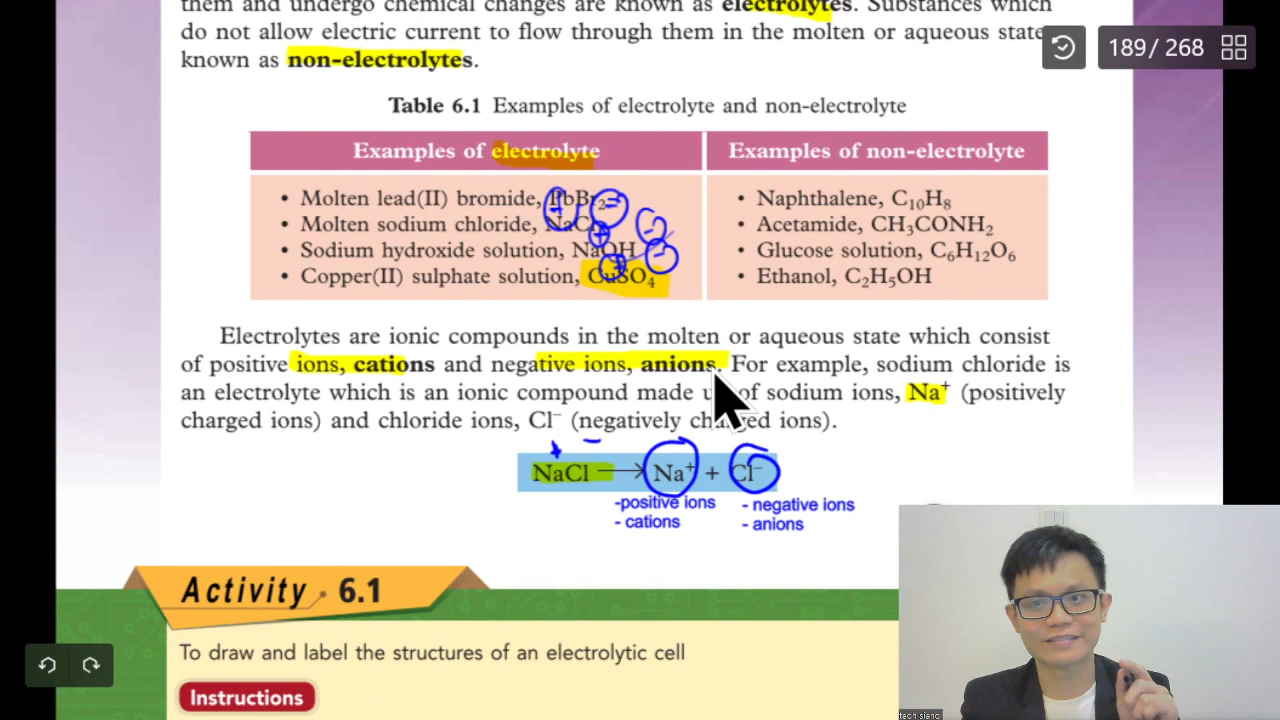 them and undergo chemical changes are known as electrolytes. Substances which
do not allow electric current to flow through them in the molten or aqueous state
known as non-electrolytes.
189/ 268
Table 6.1 Examples of electrolyte and non-electrolyte
Examples of electrolyte
• Molten lead(II) bromide, PbBr₂
• Molten sodium chloride, NaCl
• Sodium hydroxide solution, NaOH
• Copper(II) sulphate solution, CuSO₄
Examples of non-electrolyte
• Naphthalene, C₁₀H₈
• Acetamide, CH₃CONH₂
• Glucose solution, C₆H₁₂O₆
• Ethanol, C₂H₅OH
Electrolytes are ionic compounds in the molten or aqueous state which consist
of positive ions, cations and negative ions, anions. For example, sodium chloride is
an electrolyte which is an ionic compound made of sodium ions, Na⁺ (positively
charged ions) and chloride ions, Cl⁻ (negatively charged ions).
+ −
NaCl → Na⁺ + Cl⁻
-positive ions
- cations
- negative ions
- anions
Activity 6.1
To draw and label the structures of an electrolytic cell
Instructions
tech siang